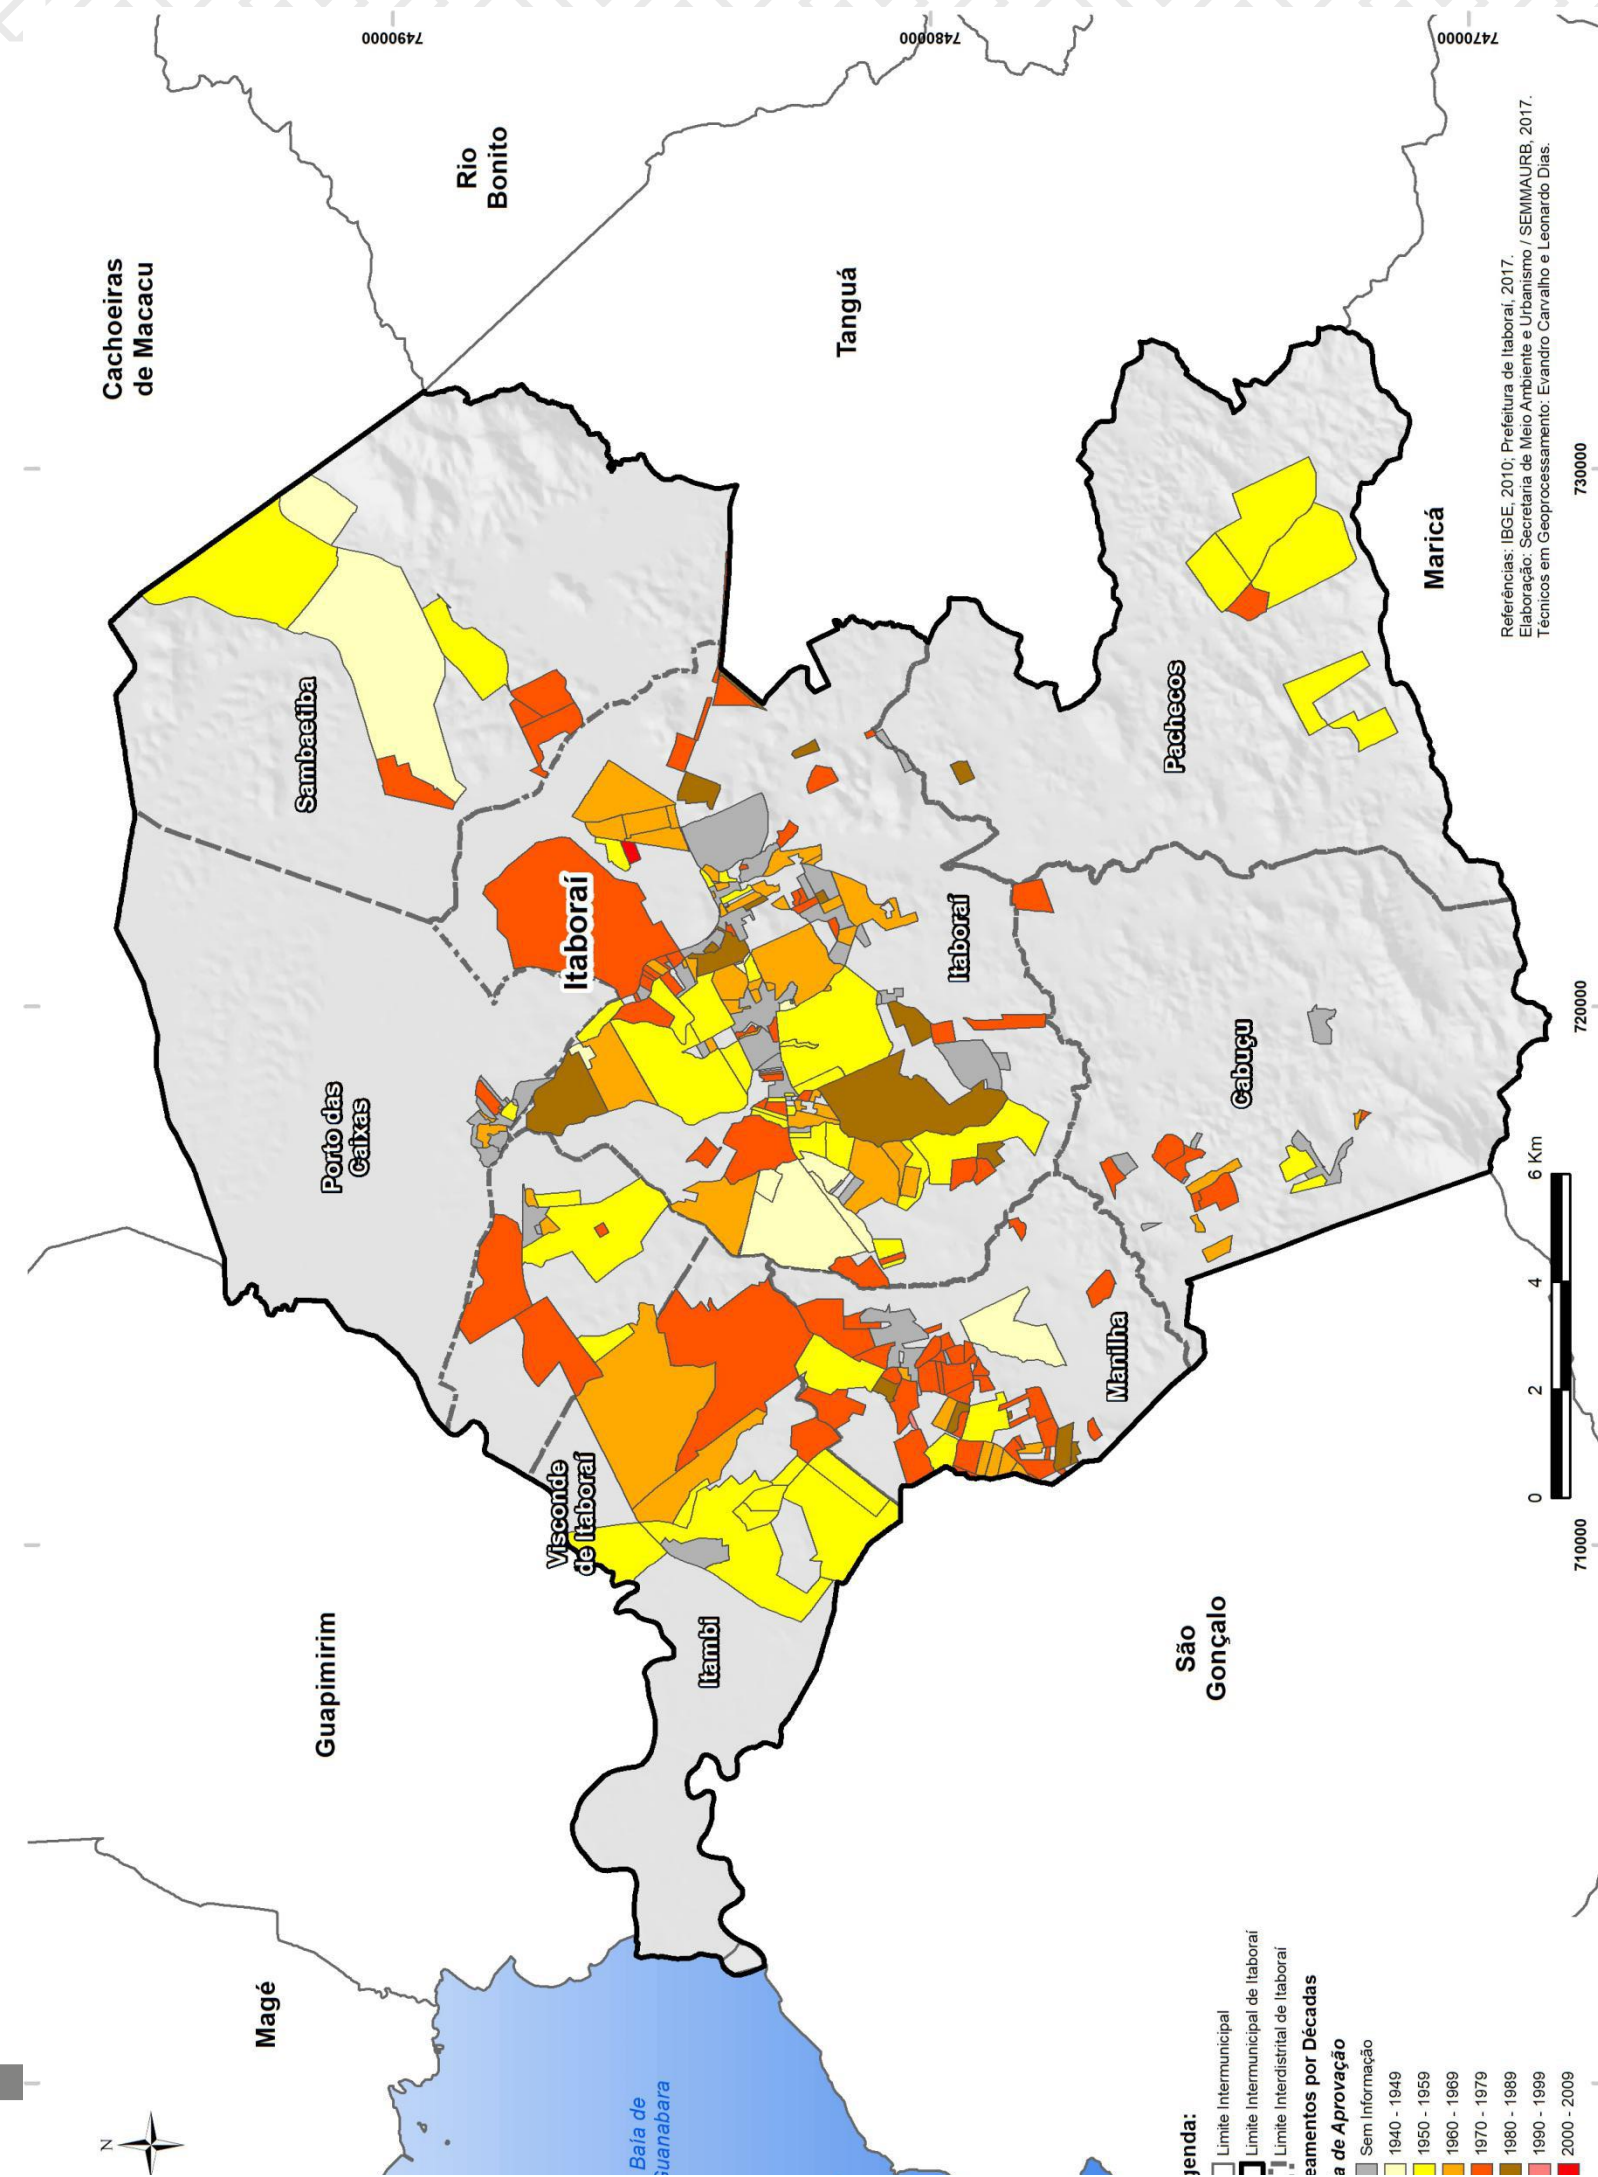 N
Magé
Guapimirim
Cachoeiras
de Macacu
Rio
Bonito
Tanguá
Maricá
São
Gonçalo
Baía de
Guanabara
Sambaetiba
Porto das
Caixas
Itaboraí
Itaboraí
Visconde
de Itaboraí
Itambi
Manilha
Cabuçu
Pachecos
7490000
7480000
7470000
710000
720000
730000
0 2 4 6 Km
genda:
Limite Intermunicipal
Limite Intermunicipal de Itaboraí
Limite Interdistrital de Itaboraí
eamentos por Décadas
a de Aprovação
Sem Informação
1940 - 1949
1950 - 1959
1960 - 1969
1970 - 1979
1980 - 1989
1990 - 1999
2000 - 2009
Referências: IBGE, 2010; Prefeitura de Itaboraí, 2017.
Elaboração: Secretaria de Meio Ambiente e Urbanismo / SEMMAURB, 2017.
Técnicos em Geoprocessamento: Evandro Carvalho e Leonardo Dias.